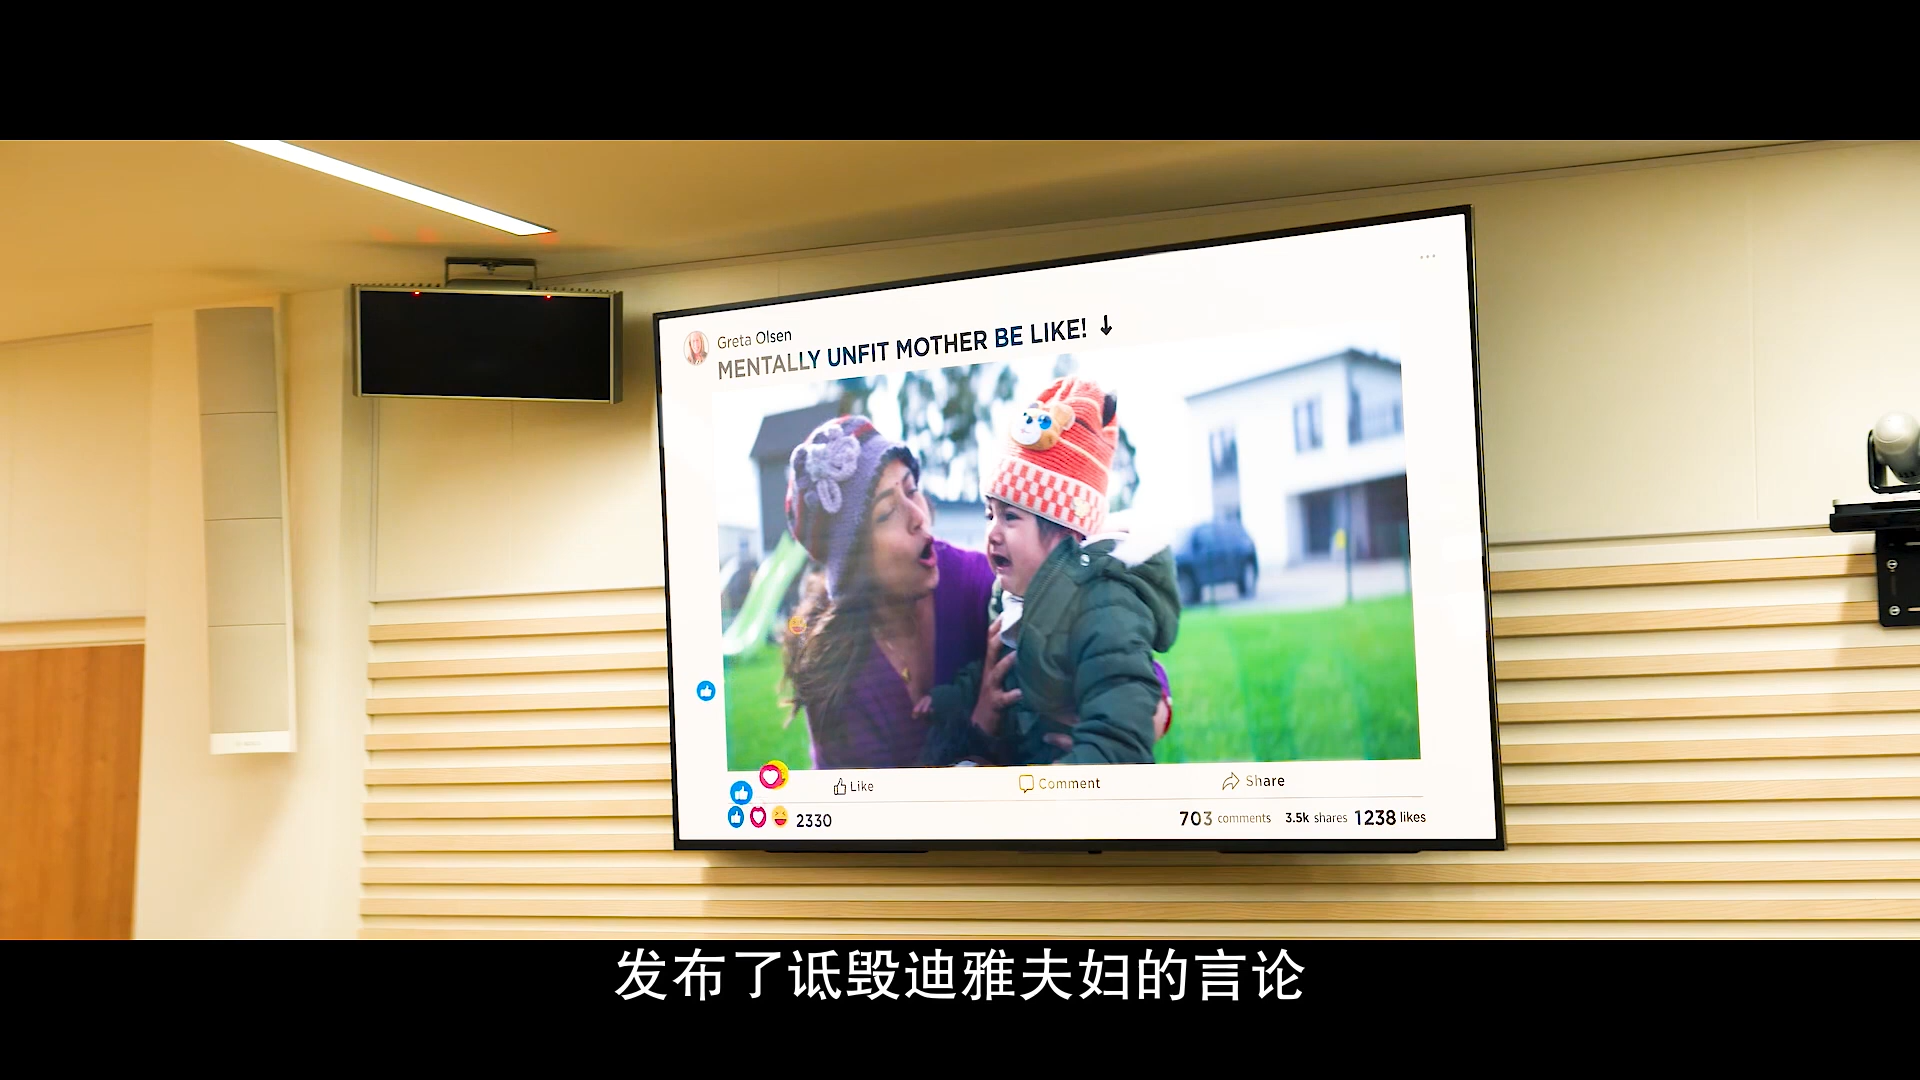 Greta Olsen
MENTALLY UNFIT MOTHER BE LIKE! ↓
Like
Comment
Share
2330
703 comments 3.5k shares 1238 likes
发布了诋毁迪雅夫妇的言论